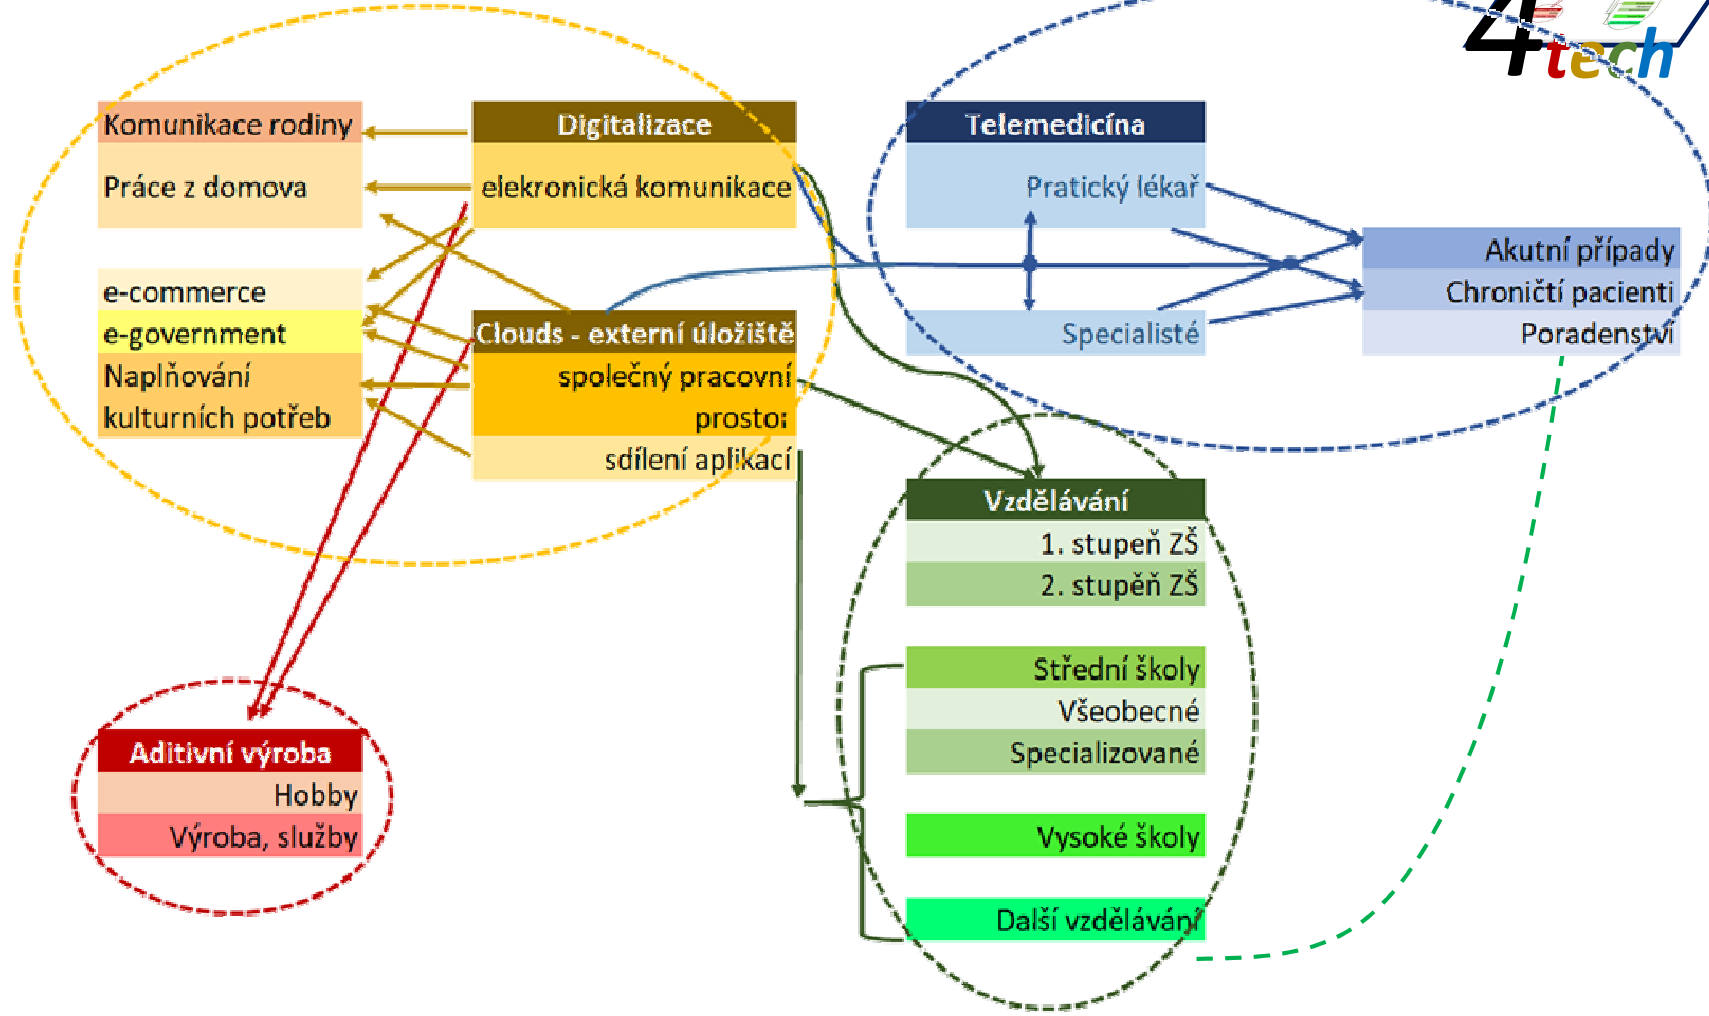 4tech
Komunikace rodiny
Práce z domova
e-commerce
e-government
Naplňování
kulturních potřeb
Digitalizace
elekronická komunikace
Clouds - externí úložiště
společný pracovní
prostor
sdílení aplikací
Telemedicína
Pratický lékař
Specialisté
Akutní případy
Chroničtí pacienti
Poradenství
Vzdělávání
1. stupeň ZŠ
2. stupěň ZŠ
Střední školy
Všeobecné
Specializované
Vysoké školy
Další vzdělávání
Aditivní výroba
Hobby
Výroba, služby